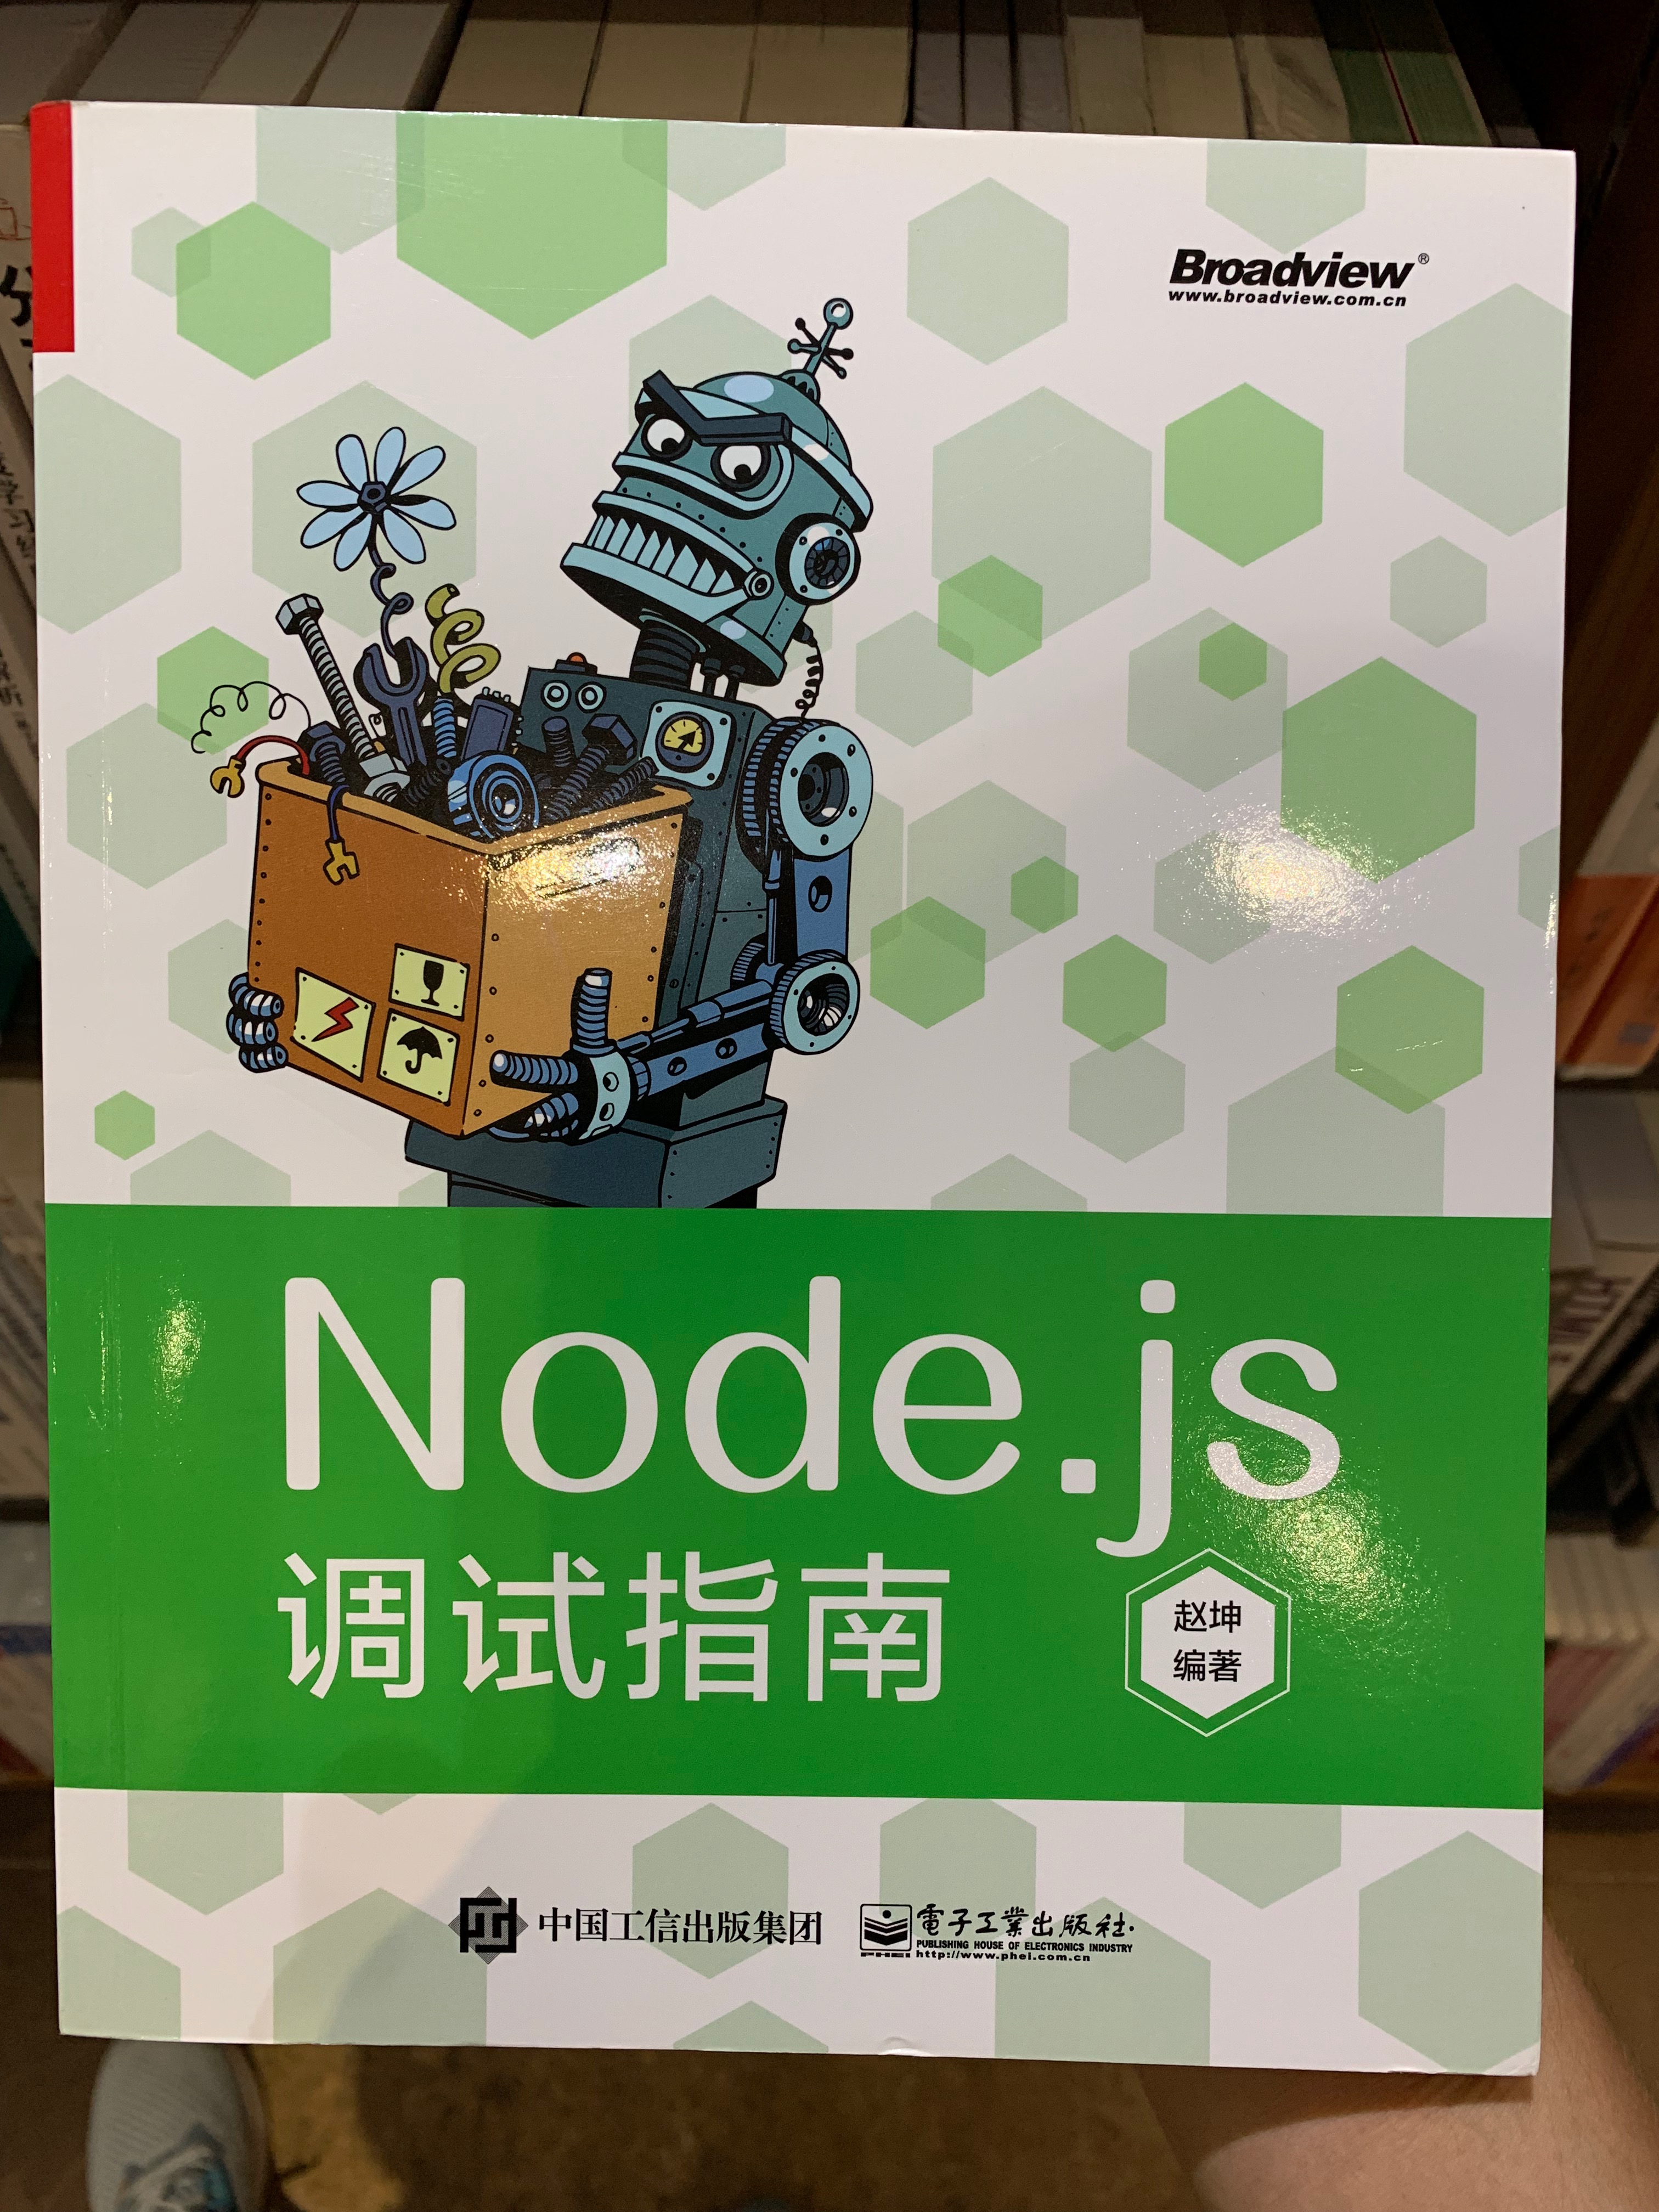 Broadview®
www.broadview.com.cn
Node.js
调试指南
赵坤
编著
中国工信出版集团
電子工業出版社·
PUBLISHING HOUSE OF ELECTRONICS INDUSTRY
PHEI
http://www.phei.com.cn